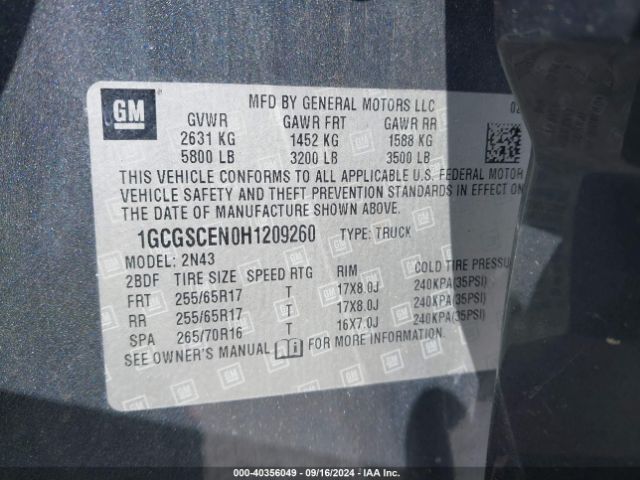 GM
MFD BY GENERAL MOTORS LLC
GVWR GAWR FRT GAWR RR
2631 KG 1452 KG 1588 KG
5800 LB 3200 LB 3500 LB
THIS VEHICLE CONFORMS TO ALL APPLICABLE U.S. FEDERAL MOTOR
VEHICLE SAFETY AND THEFT PREVENTION STANDARDS IN EFFECT ON
THE DATE OF MANUFACTURE SHOWN ABOVE.
1GCGSCEN0H1209260 TYPE: TRUCK
MODEL: 2N43
2BDF TIRE SIZE SPEED RTG RIM COLD TIRE PRESSU
FRT 255/65R17 T 17X8.0J 240KPA(35PSI)
RR 255/65R17 T 17X8.0J 240KPA(35PSI)
SPA 265/70R16 T 16X7.0J 240KPA(35PSI)
SEE OWNER'S MANUAL FOR MORE INFORMATION.
000-40356049 - 09/16/2024 - IAA Inc.